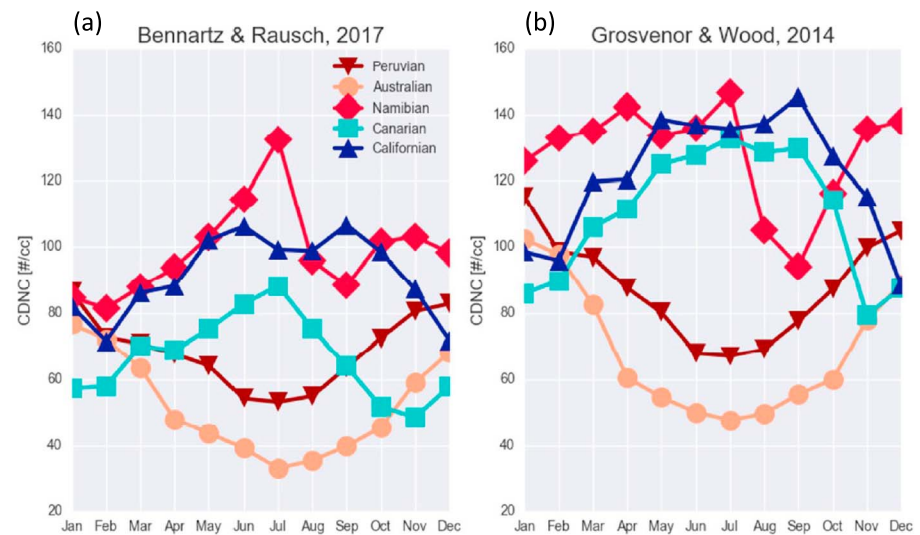 (a)
Bennartz & Rausch, 2017
160
140
120
100
80
60
40
20
CDNC [#/cc]
Peruvian
Australian
Namibian
Canarian
Californian
Jan Feb Mar Apr May Jun Jul Aug Sep Oct Nov Dec
(b)
Grosvenor & Wood, 2014
160
140
120
100
80
60
40
20
CDNC [#/cc]
Jan Feb Mar Apr May Jun Jul Aug Sep Oct Nov Dec